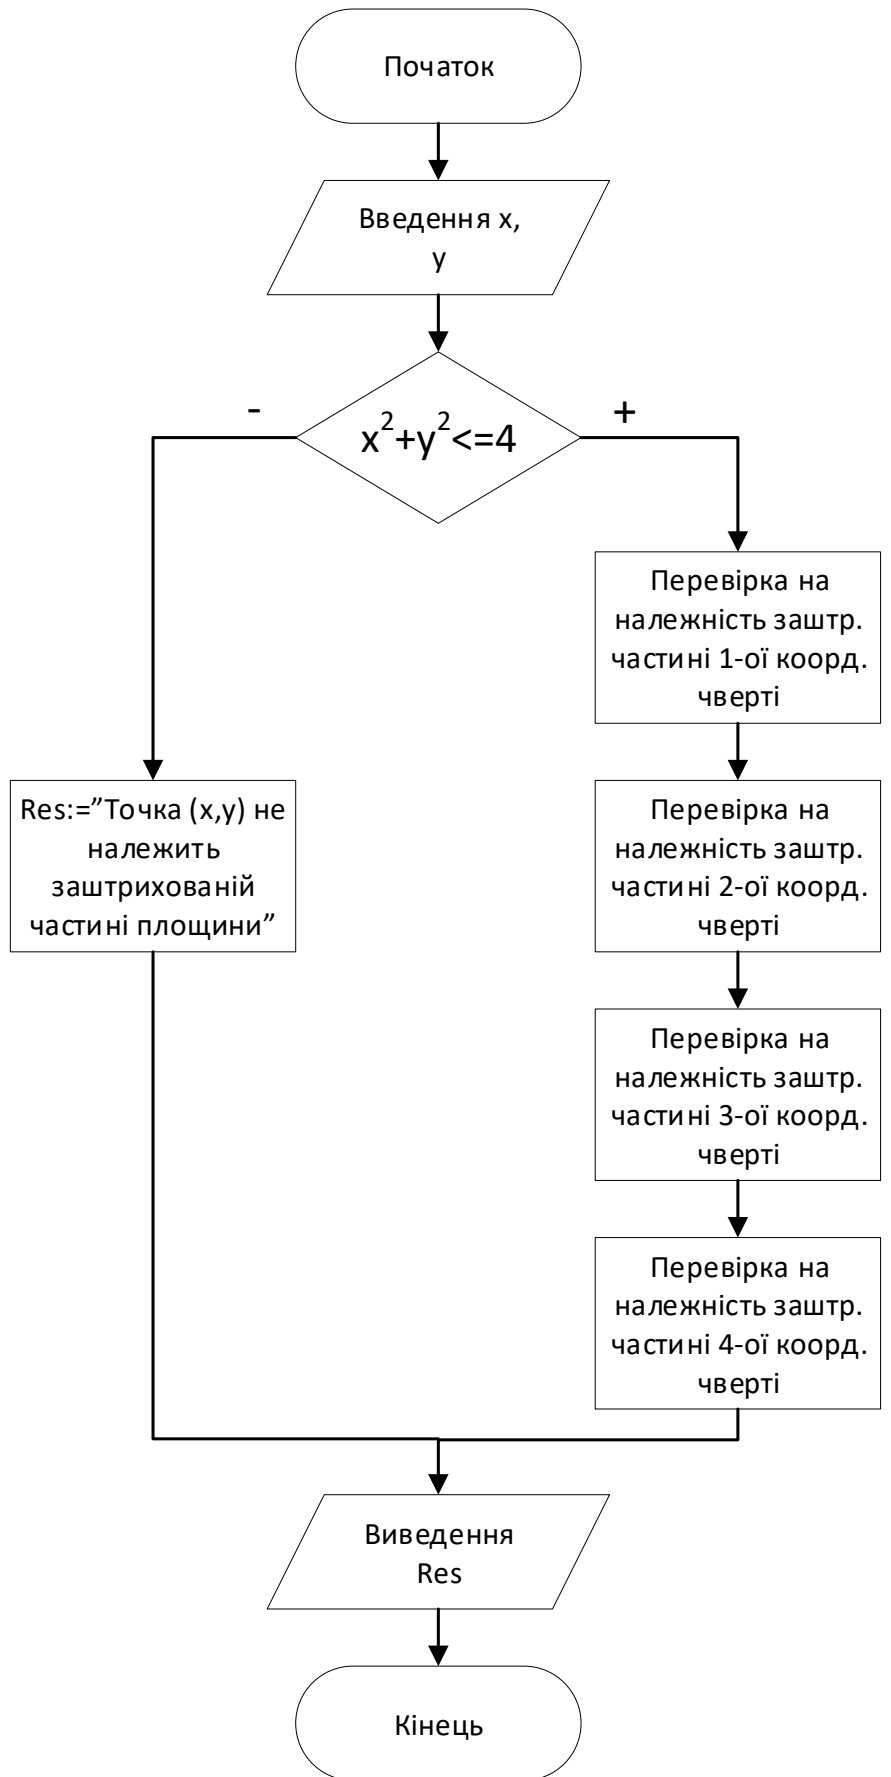 Початок
Введення x,
y
-
+
x²+y²<=4
Перевірка на
належність заштр.
частині 1-ої коорд.
чверті
Res:=”Точка (x,y) не
належить
заштрихованій
частині площини”
Перевірка на
належність заштр.
частині 2-ої коорд.
чверті
Перевірка на
належність заштр.
частині 3-ої коорд.
чверті
Перевірка на
належність заштр.
частині 4-ої коорд.
чверті
Виведення
Res
Кінець